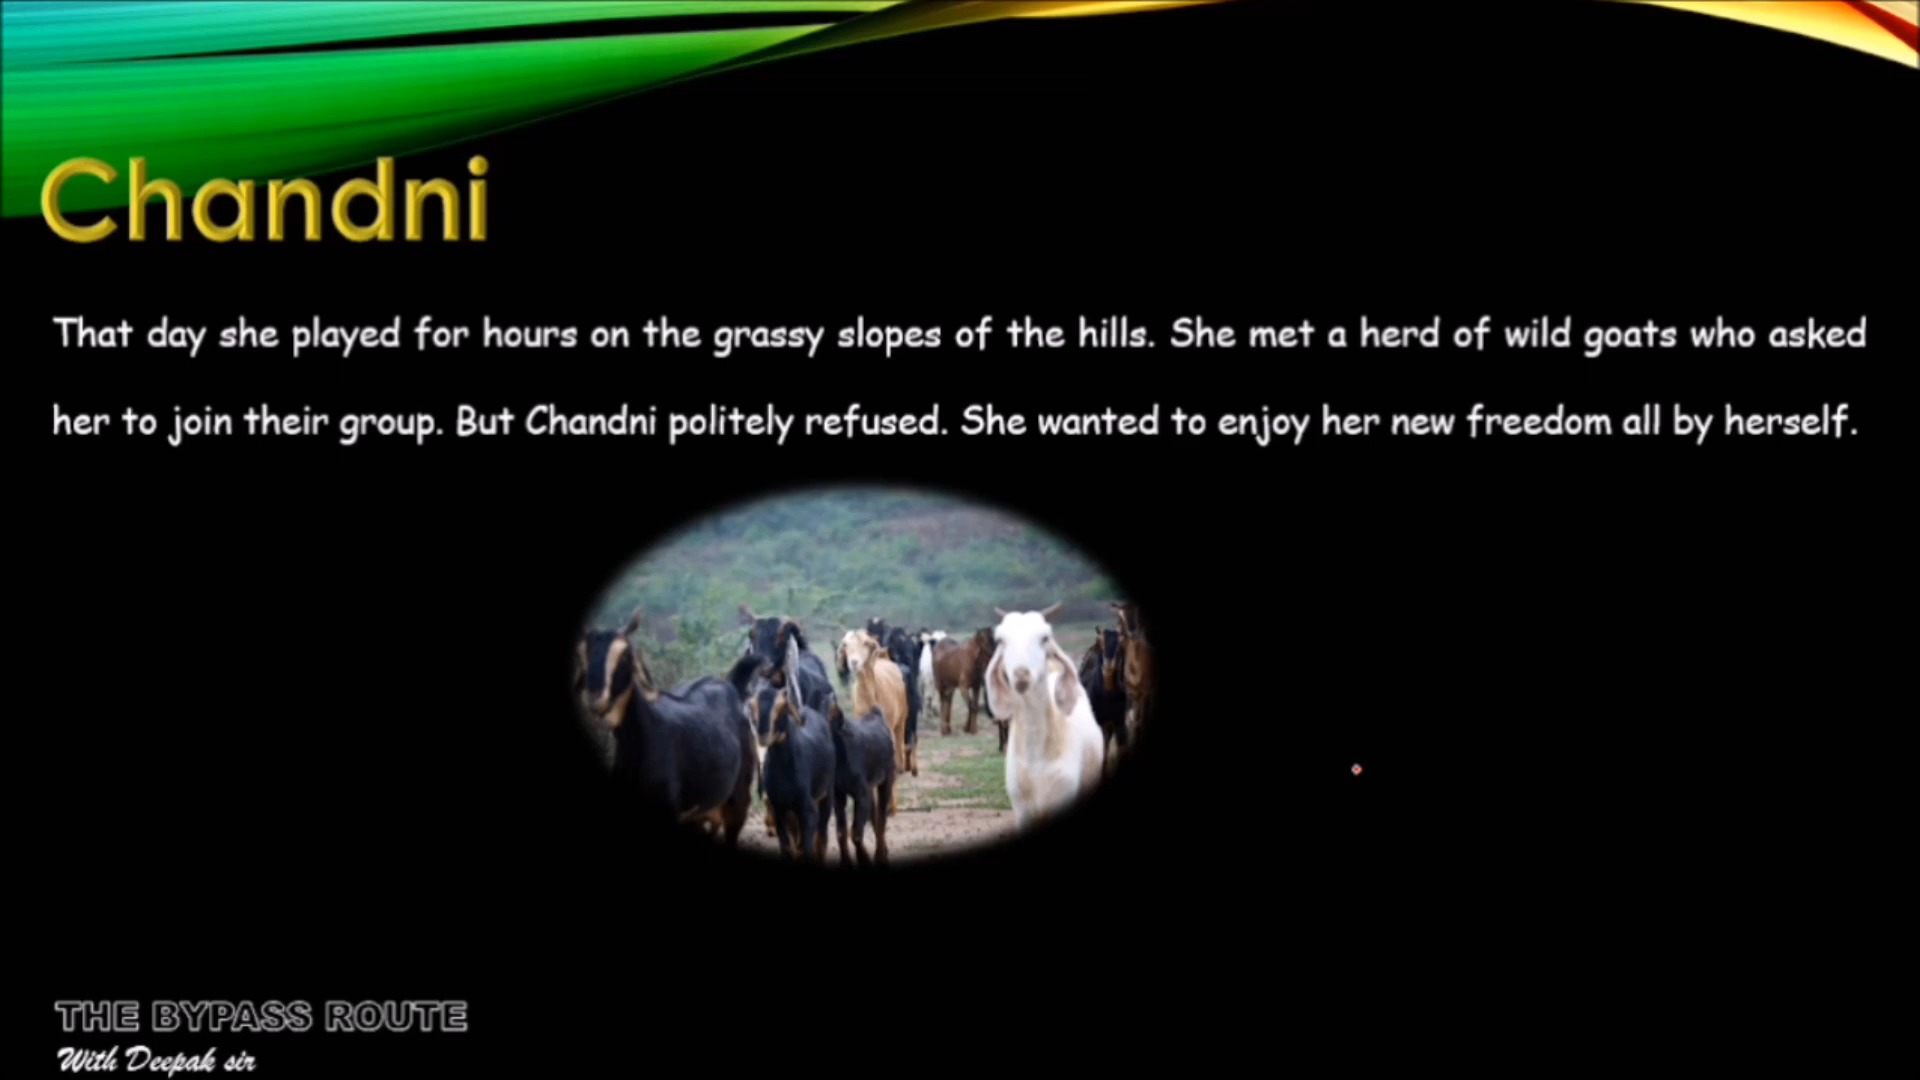 Chandni
That day she played for hours on the grassy slopes of the hills. She met a herd of wild goats who asked
her to join their group. But Chandni politely refused. She wanted to enjoy her new freedom all by herself.
THE BYPASS ROUTE
With Deepak sir